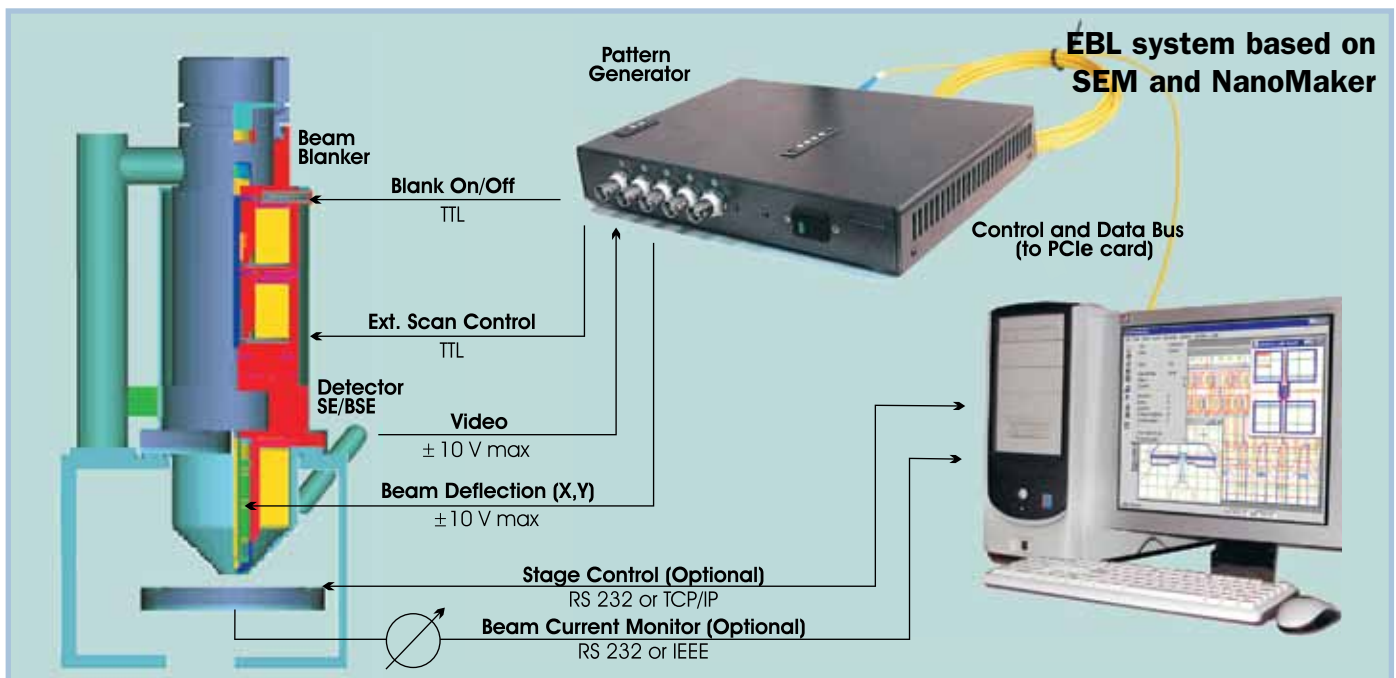 EBL system based on
SEM and NanoMaker
Pattern
Generator
Beam
Blanker
Blank On/Off
TTL
Control and Data Bus
(to PCIe card)
Ext. Scan Control
TTL
Detector
SE/BSE
Video
± 10 V max
Beam Deflection (X,Y)
±10 V max
Stage Control (Optional)
RS 232 or TCP/IP
Beam Current Monitor (Optional)
RS 232 or IEEE